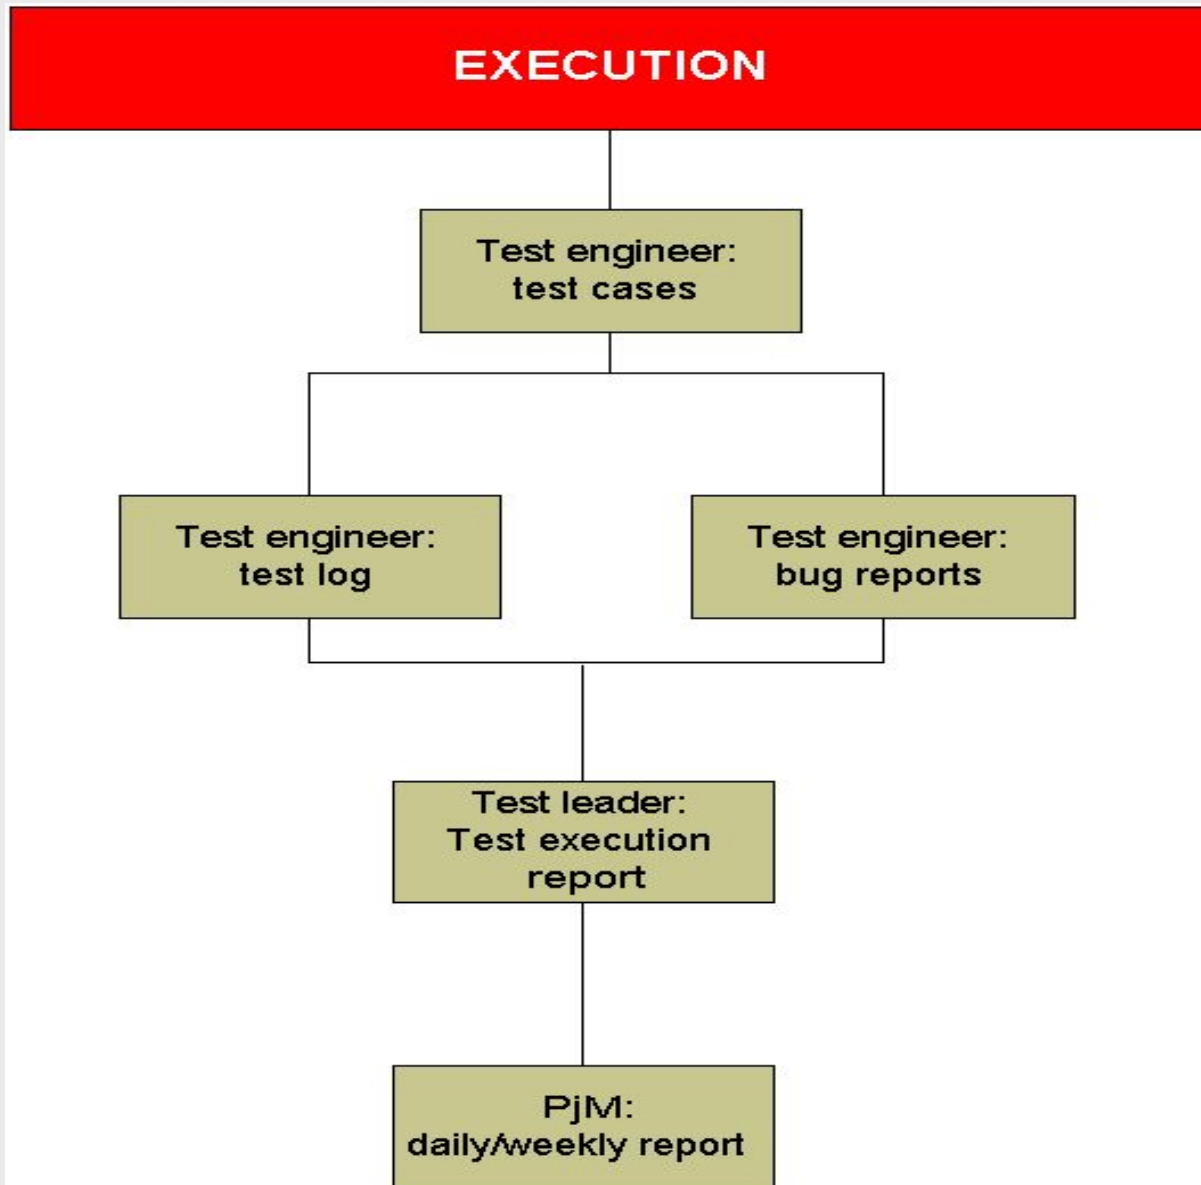 EXECUTION
Test engineer:
test cases
Test engineer:
test log
Test engineer:
bug reports
Test leader:
Test execution
report
PjM:
daily/weekly report